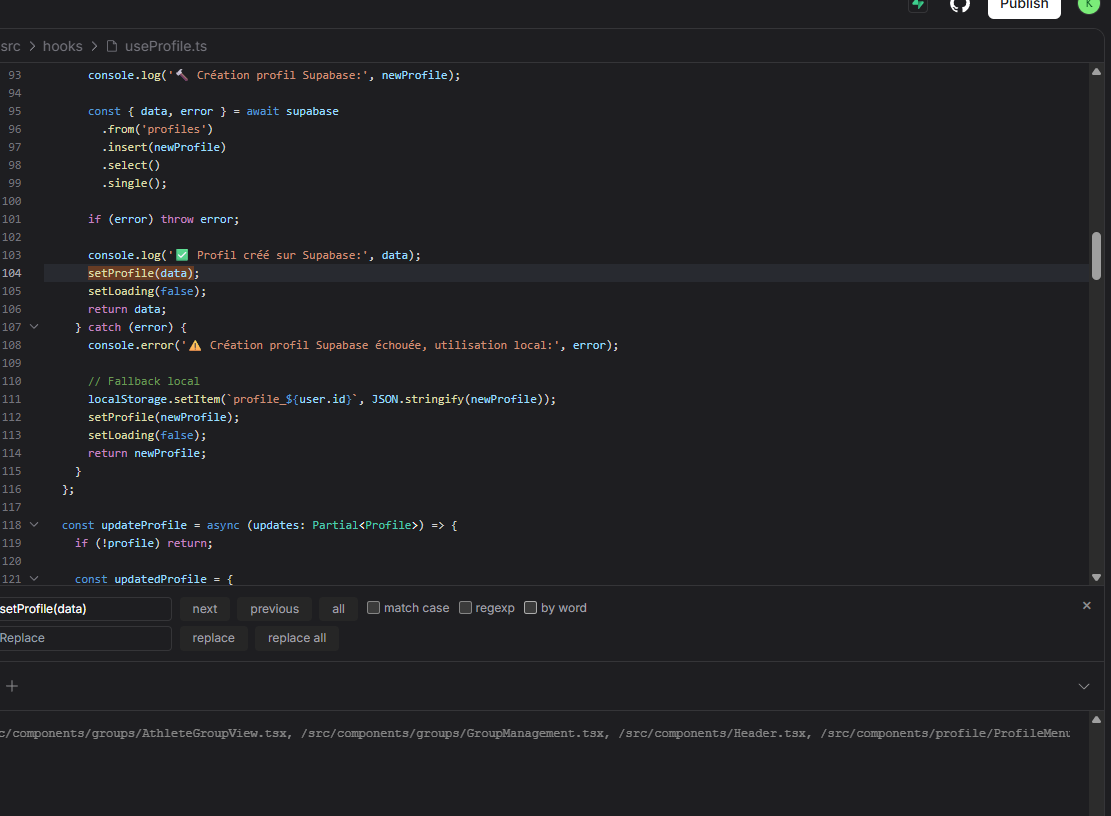 Publish
K
src > hooks > useProfile.ts
93 console.log('🔨 Création profil Supabase:', newProfile);
94
95 const { data, error } = await supabase
96 .from('profiles')
97 .insert(newProfile)
98 .select()
99 .single();
100
101 if (error) throw error;
102
103 console.log('✅ Profil créé sur Supabase:', data);
104 setProfile(data);
105 setLoading(false);
106 return data;
107 } catch (error) {
108 console.error('⚠️ Création profil Supabase échouée, utilisation local:', error);
109
110 // Fallback local
111 localStorage.setItem(`profile_${user.id}`, JSON.stringify(newProfile));
112 setProfile(newProfile);
113 setLoading(false);
114 return newProfile;
115 }
116 };
117
118 const updateProfile = async (updates: Partial<Profile>) => {
119 if (!profile) return;
120
121 const updatedProfile = {
setProfile(data) next previous all match case regexp by word ×
Replace replace replace all
+
c/components/groups/AthleteGroupView.tsx, /src/components/groups/GroupManagement.tsx, /src/components/Header.tsx, /src/components/profile/ProfileMenu